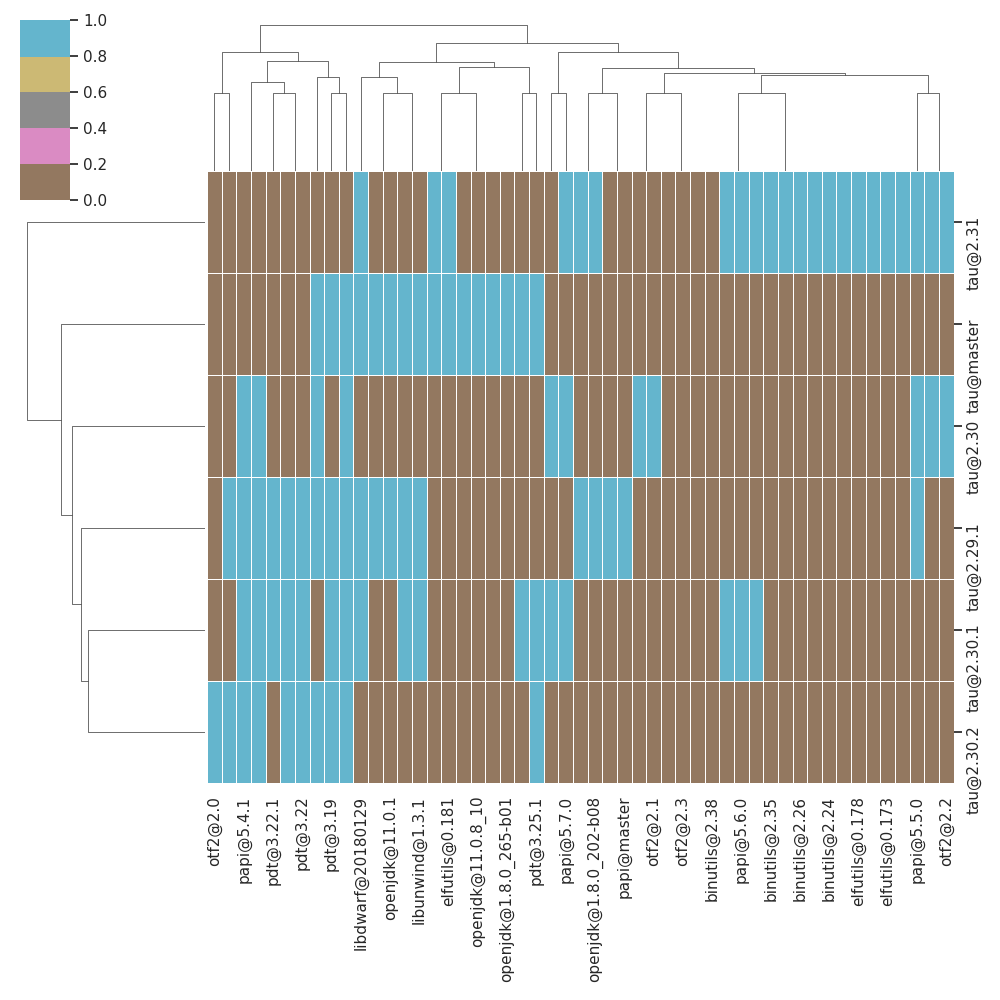 1.0
0.8
0.6
0.4
0.2
0.0
tau@2.31
tau@master
tau@2.30
tau@2.29.1
tau@2.30.1
tau@2.30.2
otf2@2.0
papi@5.4.1
pdt@3.22.1
pdt@3.22
pdt@3.19
libdwarf@20180129
openjdk@11.0.1
libunwind@1.3.1
elfutils@0.181
openjdk@11.0.8_10
openjdk@1.8.0_265-b01
pdt@3.25.1
papi@5.7.0
openjdk@1.8.0_202-b08
papi@master
otf2@2.1
otf2@2.3
binutils@2.38
papi@5.6.0
binutils@2.35
binutils@2.26
binutils@2.24
elfutils@0.178
elfutils@0.173
papi@5.5.0
otf2@2.2